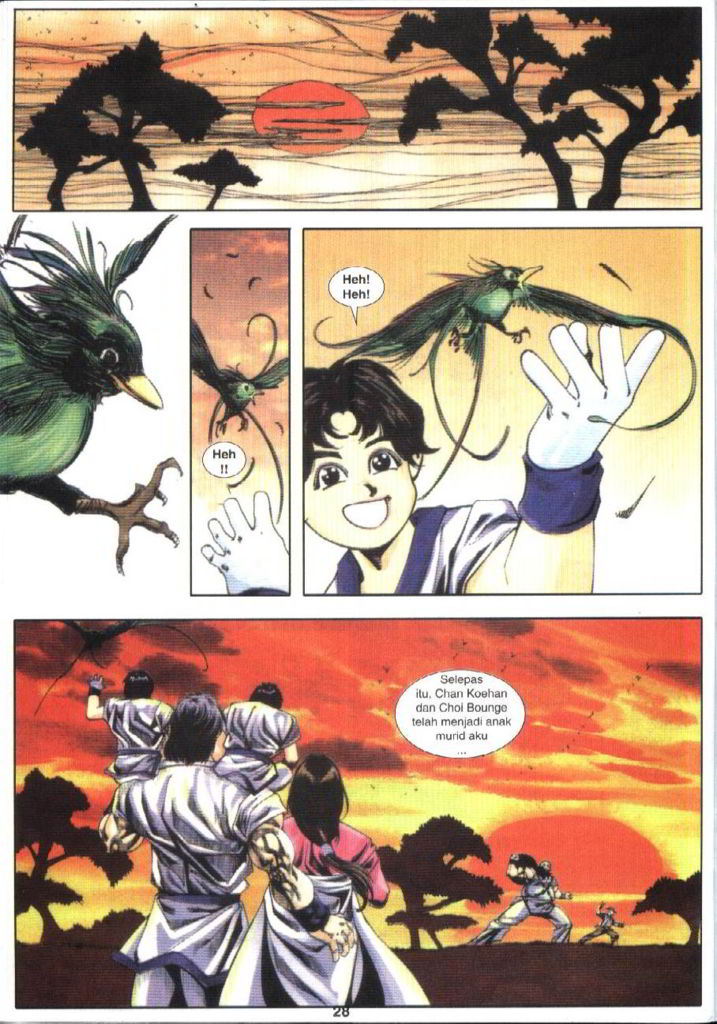 Heh
!!
Heh!
Heh!
Selepas
itu, Chan Koehan
dan Choi Bounge
telah menjadi anak
murid aku
...
28